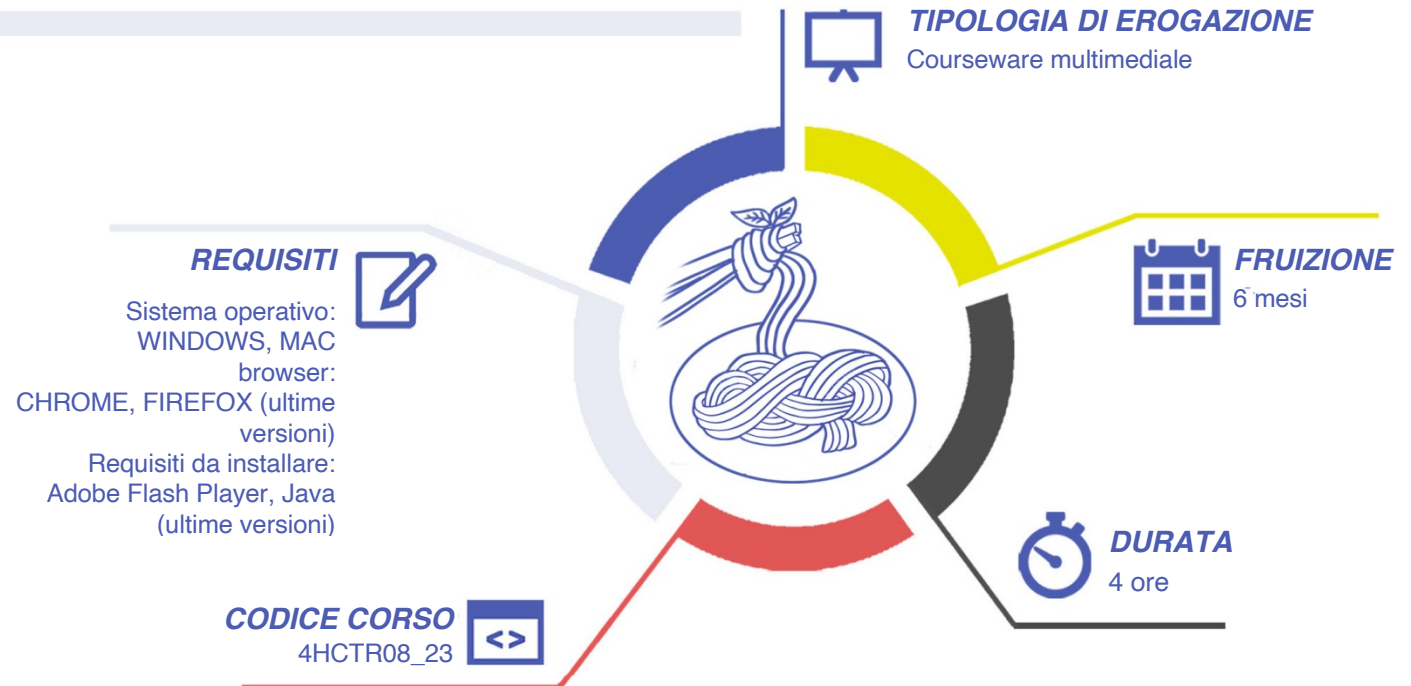 TIPOLOGIA DI EROGAZIONE
Courseware multimediale
REQUISITI
Sistema operativo:
WINDOWS, MAC
browser:
CHROME, FIREFOX (ultime
versioni)
Requisiti da installare:
Adobe Flash Player, Java
(ultime versioni)
FRUIZIONE
6 mesi
DURATA
4 ore
CODICE CORSO
4HCTR08_23
<>